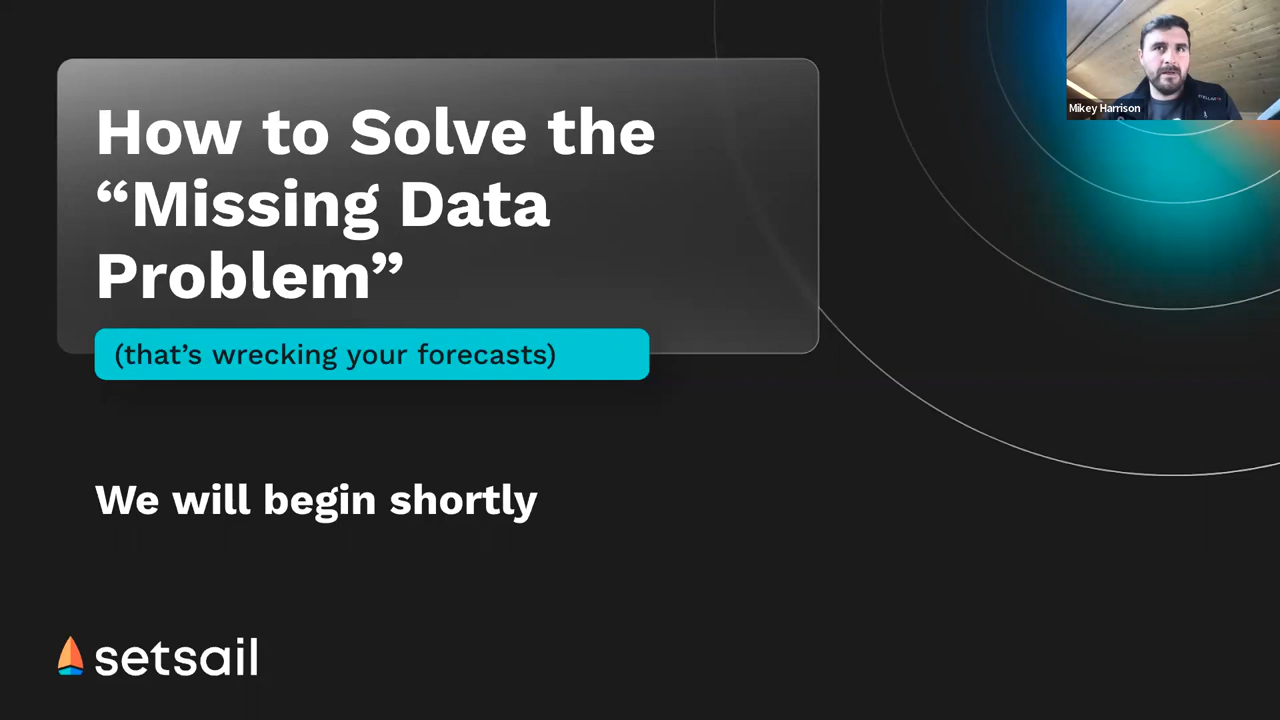 How to Solve the
“Missing Data
Problem”
(that’s wrecking your forecasts)
We will begin shortly
setsail
Mikey Harrison